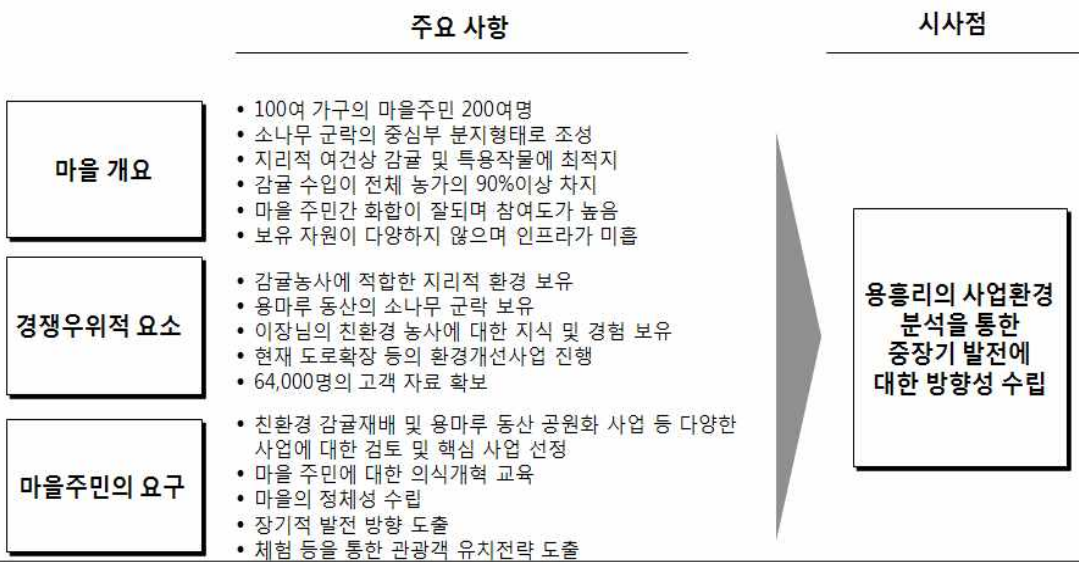 주요 사항
시사점
마을 개요
• 100여 가구의 마을주민 200여명
• 소나무 군락의 중심부 분지형태로 조성
• 지리적 여건상 감귤 및 특용작물에 최적지
• 감귤 수입이 전체 농가의 90%이상 차지
• 마을 주민간 화합이 잘되며 참여도가 높음
• 보유 자원이 다양하지 않으며 인프라가 미흡
경쟁우위적 요소
• 감귤농사에 적합한 지리적 환경 보유
• 용마루 동산의 소나무 군락 보유
• 이장님의 친환경 농사에 대한 지식 및 경험 보유
• 현재 도로확장 등의 환경개선사업 진행
• 64,000명의 고객 자료 확보
마을주민의 요구
• 친환경 감귤재배 및 용마루 동산 공원화 사업 등 다양한
사업에 대한 검토 및 핵심 사업 선정
• 마을 주민에 대한 의식개혁 교육
• 마을의 정체성 수립
• 장기적 발전 방향 도출
• 체험 등을 통한 관광객 유치전략 도출
용흥리의 사업환경
분석을 통한
중장기 발전에
대한 방향성 수립